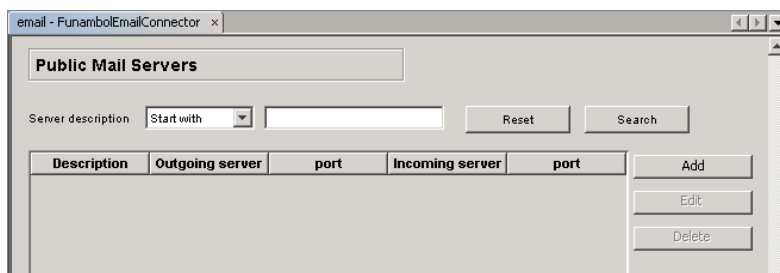 email - FunambolEmailConnector ×
Public Mail Servers
Server description Start with Reset Search
Description Outgoing server port Incoming server port Add
Edit
Delete